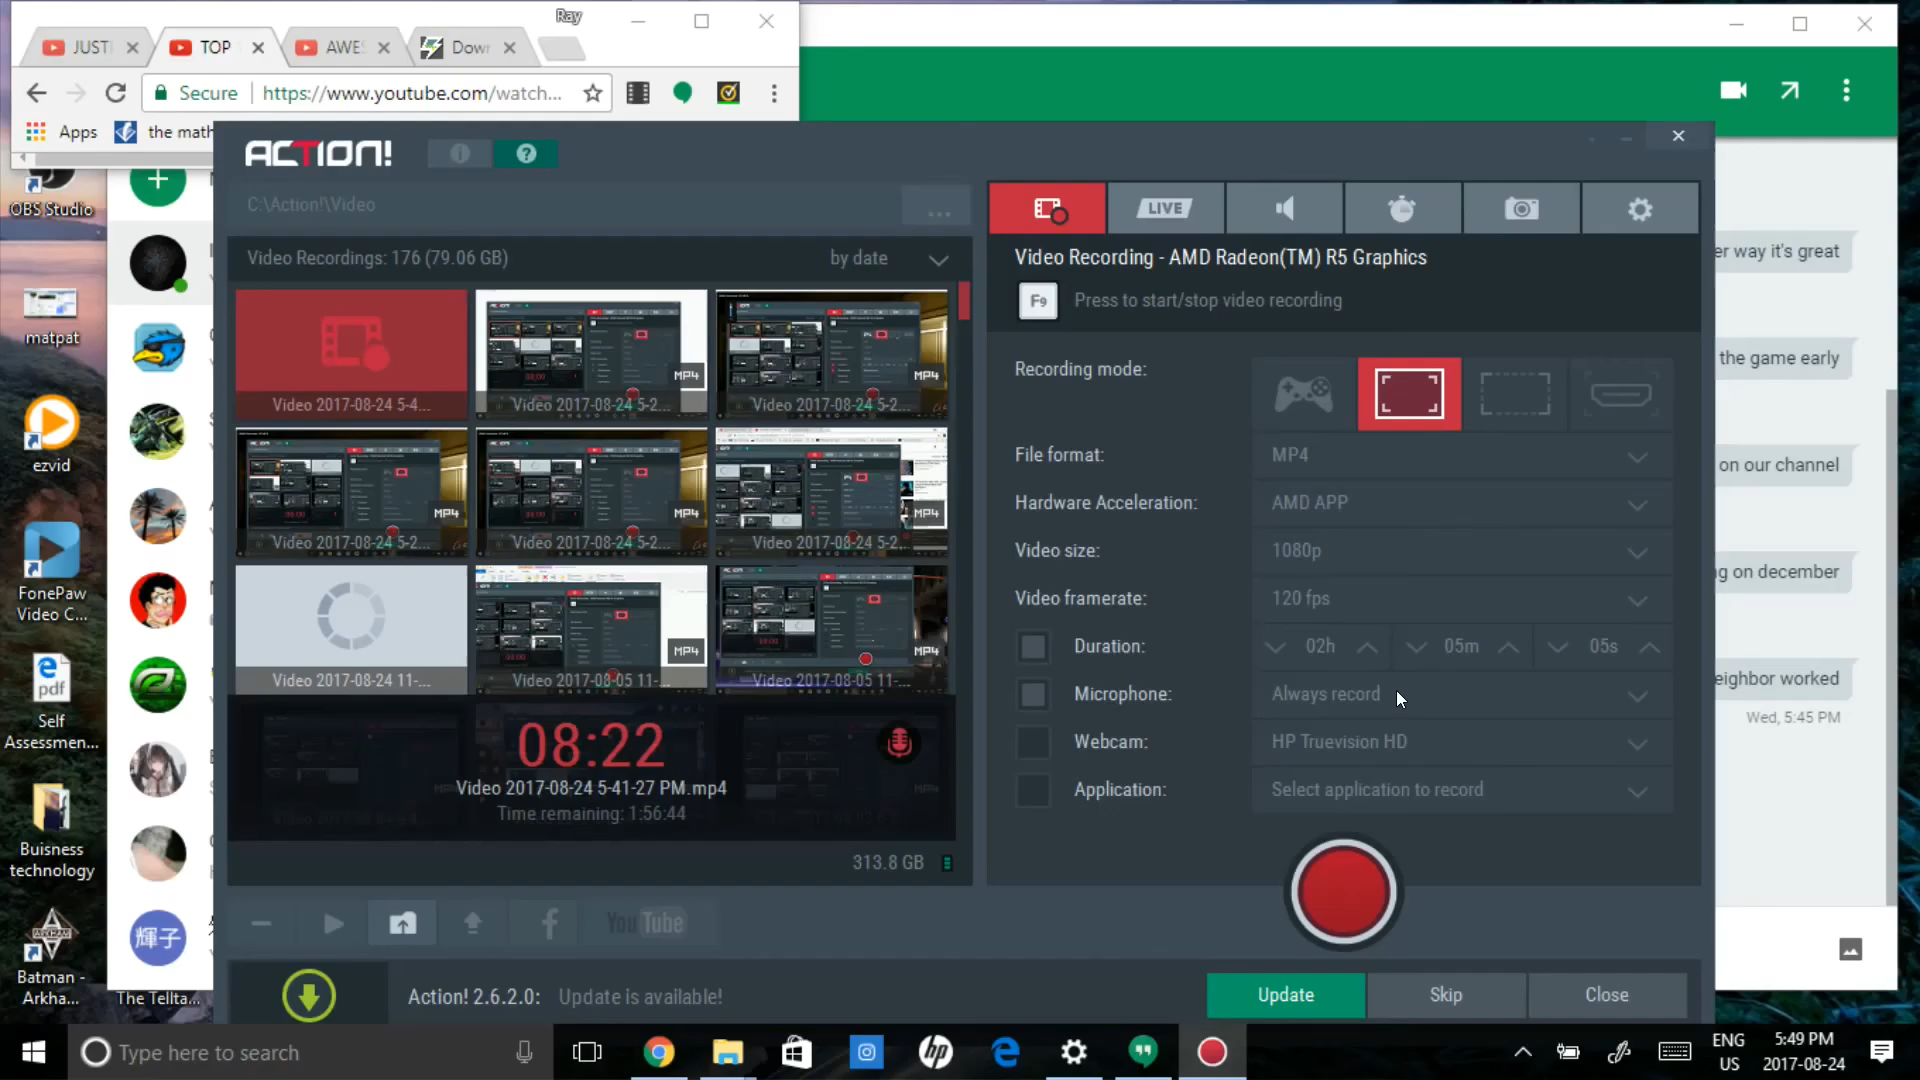 Ray
JUSTI
TOP
AWE
Down
Secure
https://www.youtube.com/watch...
Apps
the math
OBS Studio
matpat
ezvid
FonePaw
Video C...
Self
Assessmen...
Buisness
technology
Batman -
Arkha...
The Tellta...
輝子
ACTION!
C:\Action!\Video
...
Video Recordings: 176 (79.06 GB)
by date
Video 2017-08-24 5-4...
MP4
Video 2017-08-24 5-2...
MP4
Video 2017-08-24 5-2...
MP4
Video 2017-08-24 5-2...
MP4
Video 2017-08-24 5-2...
MP4
Video 2017-08-24 5-2...
Video 2017-08-24 11-...
MP4
Video 2017-08-05 11-...
MP4
Video 2017-08-05 11-...
08:22
Video 2017-08-24 5-41-27 PM.mp4
Time remaining: 1:56:44
313.8 GB
YouTube
Action! 2.6.2.0: Update is available!
Update
Skip
Close
LIVE
Video Recording - AMD Radeon(TM) R5 Graphics
F9
Press to start/stop video recording
Recording mode:
File format:
MP4
Hardware Acceleration:
AMD APP
Video size:
1080p
Video framerate:
120 fps
Duration:
02h
05m
05s
Microphone:
Always record
Webcam:
HP Truevision HD
Application:
Select application to record
er way it's great
the game early
on our channel
g on december
eighbor worked
Wed, 5:45 PM
Type here to search
ENG
US
5:49 PM
2017-08-24